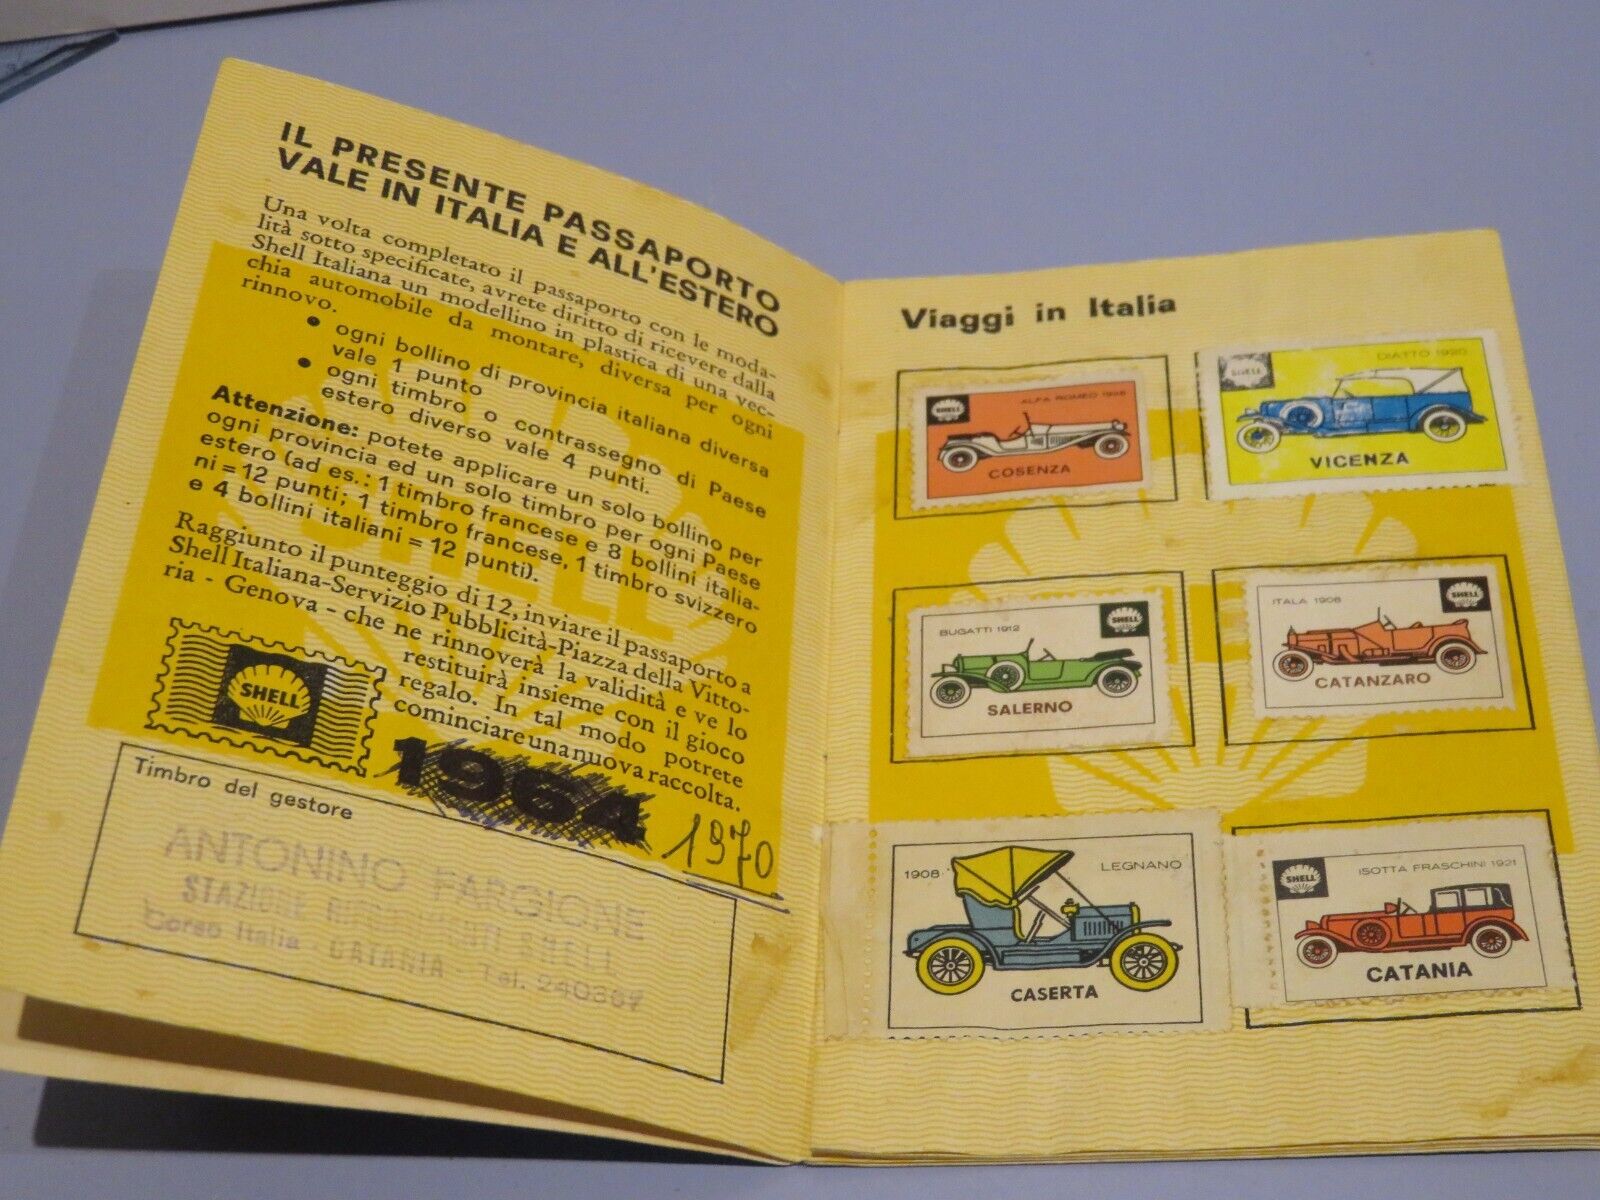 IL PRESENTE PASSAPORTO
VALE IN ITALIA E ALL'ESTERO
Una volta completato il passaporto con le moda-
lità sotto specificate, avrete diritto di ricevere dalla
Shell Italiana un modellino in plastica di una vec-
chia automobile da montare, diversa per ogni
rinnovo.
• ogni bollino di provincia italiana diversa
vale 1 punto
• ogni timbro o contrassegno di Paese
estero diverso vale 4 punti.
Attenzione: potete applicare un solo bollino per
ogni provincia ed un solo timbro per ogni Paese
estero (ad es.: 1 timbro francese e 8 bollini italia-
ni = 12 punti; 1 timbro francese, 1 timbro svizzero
e 4 bollini italiani = 12 punti).
Raggiunto il punteggio di 12, inviare il passaporto a
Shell Italiana-Servizio Pubblicità-Piazza della Vitto-
ria - Genova - che ne rinnoverà la validità e ve lo
restituirà insieme con il gioco
regalo. In tal modo potrete
cominciare una nuova raccolta.
SHELL
1964
1970
Timbro del gestore
ANTONINO FARGIONE
STAZIONE SHELL
Corso Italia CATANIA Tel. 240367
Viaggi in Italia
SHELL
ALFA ROMEO 1928
COSENZA
SHELL
DIATTO 1920
VICENZA
BUGATTI 1912
SHELL
SALERNO
ITALA 1908
SHELL
CATANZARO
1908
LEGNANO
CASERTA
SHELL
ISOTTA FRASCHINI 1921
CATANIA